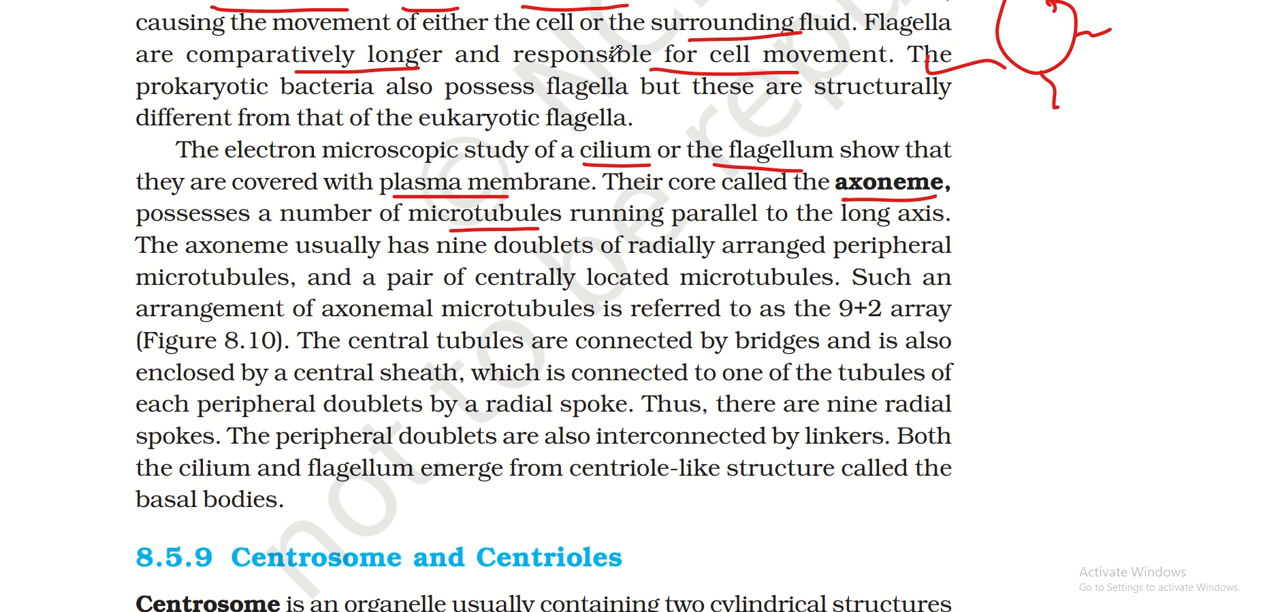 causing the movement of either the cell or the surrounding fluid. Flagella
are comparatively longer and responsible for cell movement. The
prokaryotic bacteria also possess flagella but these are structurally
different from that of the eukaryotic flagella.
The electron microscopic study of a cilium or the flagellum show that
they are covered with plasma membrane. Their core called the axoneme,
possesses a number of microtubules running parallel to the long axis.
The axoneme usually has nine doublets of radially arranged peripheral
microtubules, and a pair of centrally located microtubules. Such an
arrangement of axonemal microtubules is referred to as the 9+2 array
(Figure 8.10). The central tubules are connected by bridges and is also
enclosed by a central sheath, which is connected to one of the tubules of
each peripheral doublets by a radial spoke. Thus, there are nine radial
spokes. The peripheral doublets are also interconnected by linkers. Both
the cilium and flagellum emerge from centriole-like structure called the
basal bodies.
8.5.9 Centrosome and Centrioles
Centrosome is an organelle usually containing two cylindrical structures
© 
not to be
Activate Windows
Go to Settings to activate Windows.